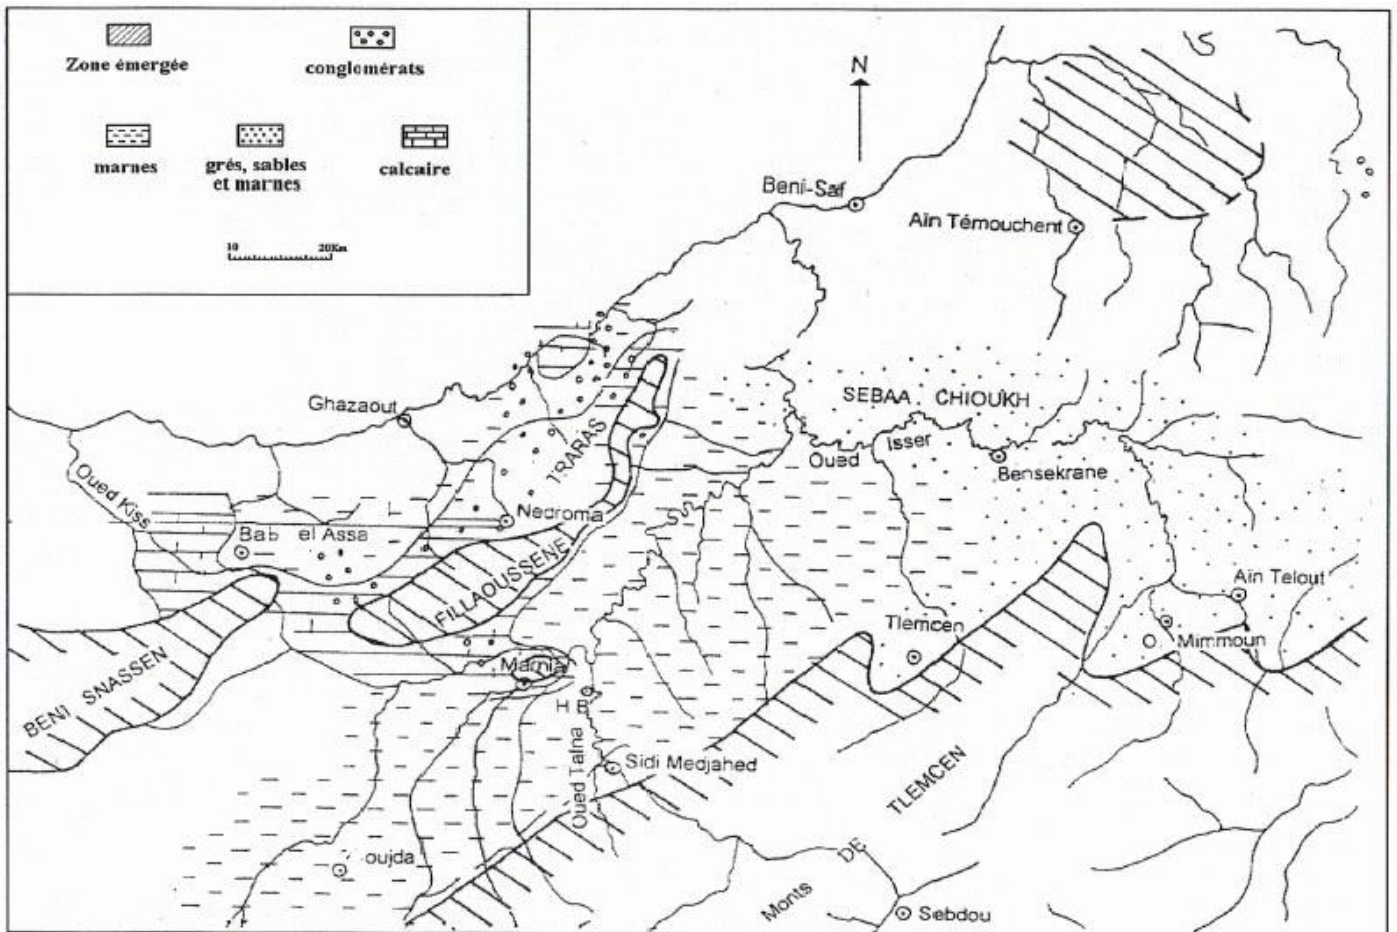 Zone émergée
conglomérats
marnes
grés, sables
et marnes
calcaire
10 20Km
N
Beni-Saf
Aïn Témouchent
Ghazaout
SEBAA CHIOUKH
TRARAS
Oued Isser
Bensekrane
Oued Kiss
Nedroma
Bab el Assa
FILLAOUSSENE
Aïn Telout
Tlemcen
O. Mimmoun
Marnia
BENI SNASSEN
H B
Oued Tafna
Sidi Medjahed
oujda
Monts DE TLEMCEN
Sebdou